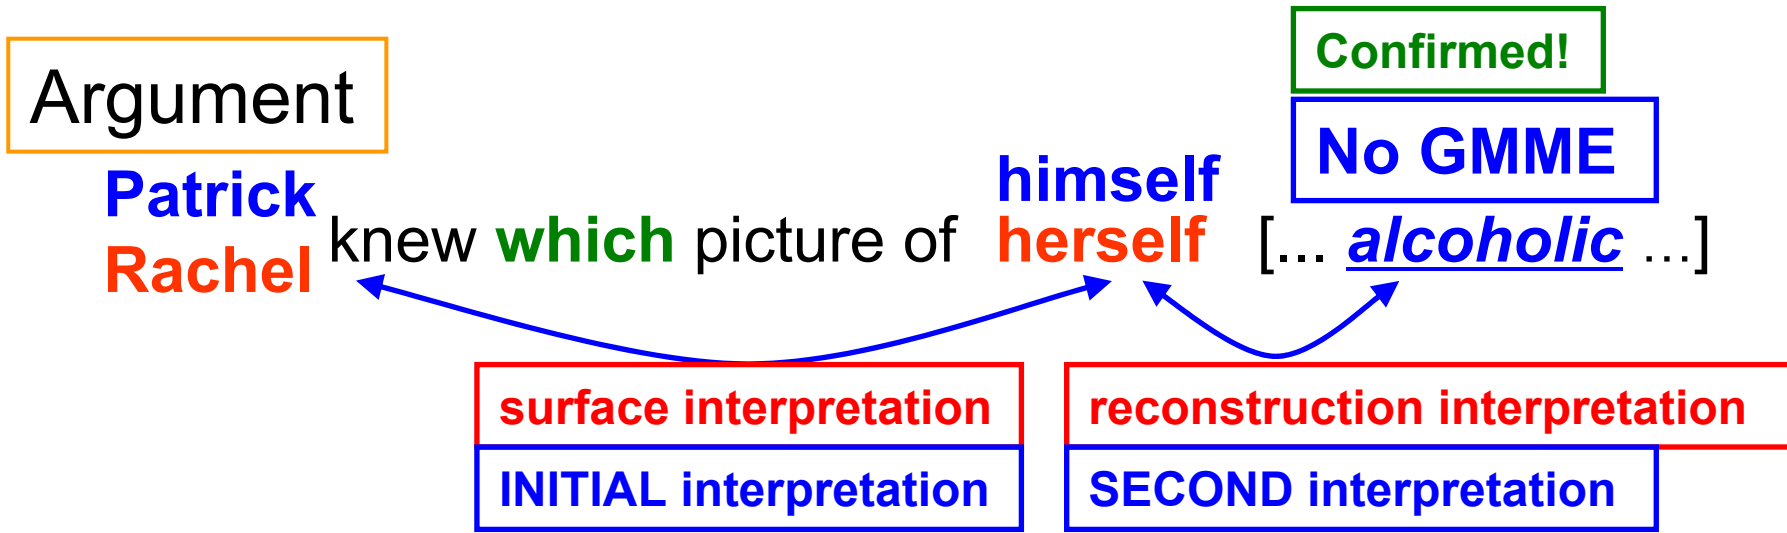 Confirmed!
Argument
No GMME
Patrick himself
Rachel knew which picture of herself [... alcoholic …]
surface interpretation reconstruction interpretation
INITIAL interpretation SECOND interpretation